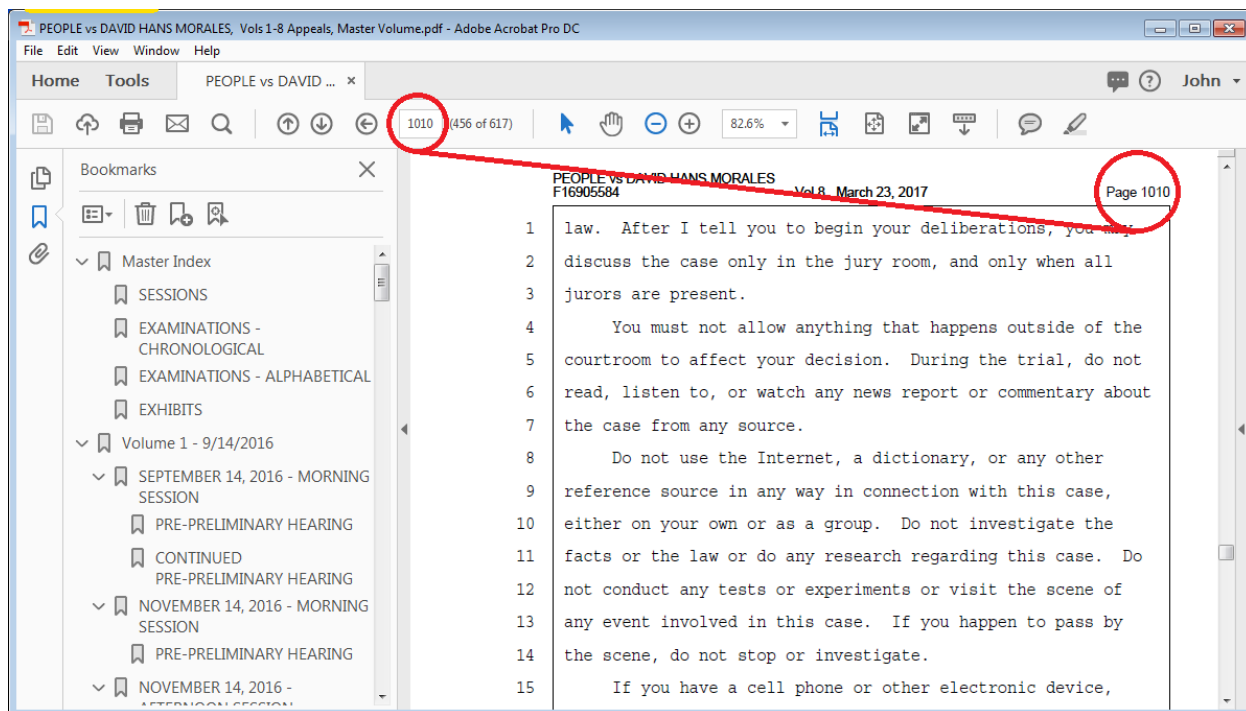 PEOPLE vs DAVID HANS MORALES, Vols 1-8 Appeals, Master Volume.pdf - Adobe Acrobat Pro DC
File Edit View Window Help
Home Tools PEOPLE vs DAVID ... × John
1010 (456 of 617) 82.6%
Bookmarks
Master Index
SESSIONS
EXAMINATIONS -
CHRONOLOGICAL
EXAMINATIONS - ALPHABETICAL
EXHIBITS
Volume 1 - 9/14/2016
SEPTEMBER 14, 2016 - MORNING
SESSION
PRE-PRELIMINARY HEARING
CONTINUED
PRE-PRELIMINARY HEARING
NOVEMBER 14, 2016 - MORNING
SESSION
PRE-PRELIMINARY HEARING
NOVEMBER 14, 2016 -
AFTERNOON SESSION
PEOPLE vs DAVID HANS MORALES
F16905584 Vol 8 March 23, 2017 Page 1010
1 law. After I tell you to begin your deliberations, you may
2 discuss the case only in the jury room, and only when all
3 jurors are present.
4 You must not allow anything that happens outside of the
5 courtroom to affect your decision. During the trial, do not
6 read, listen to, or watch any news report or commentary about
7 the case from any source.
8 Do not use the Internet, a dictionary, or any other
9 reference source in any way in connection with this case,
10 either on your own or as a group. Do not investigate the
11 facts or the law or do any research regarding this case. Do
12 not conduct any tests or experiments or visit the scene of
13 any event involved in this case. If you happen to pass by
14 the scene, do not stop or investigate.
15 If you have a cell phone or other electronic device,